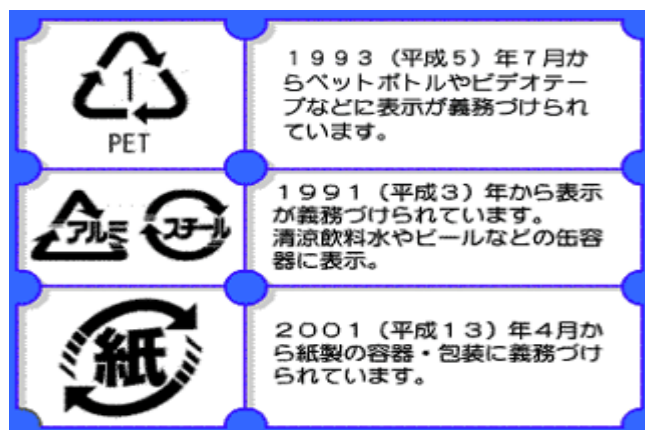 1
PET
１９９３（平成５）年７月か
らペットボトルやビデオテー
プなどに表示が義務づけられ
ています。
アルミ
スチール
１９９１（平成３）年から表示
が義務づけられています。
清涼飲料水やビールなどの缶容
器に表示。
紙
２００１（平成１３）年４月か
ら紙製の容器・包装に義務づけ
られています。